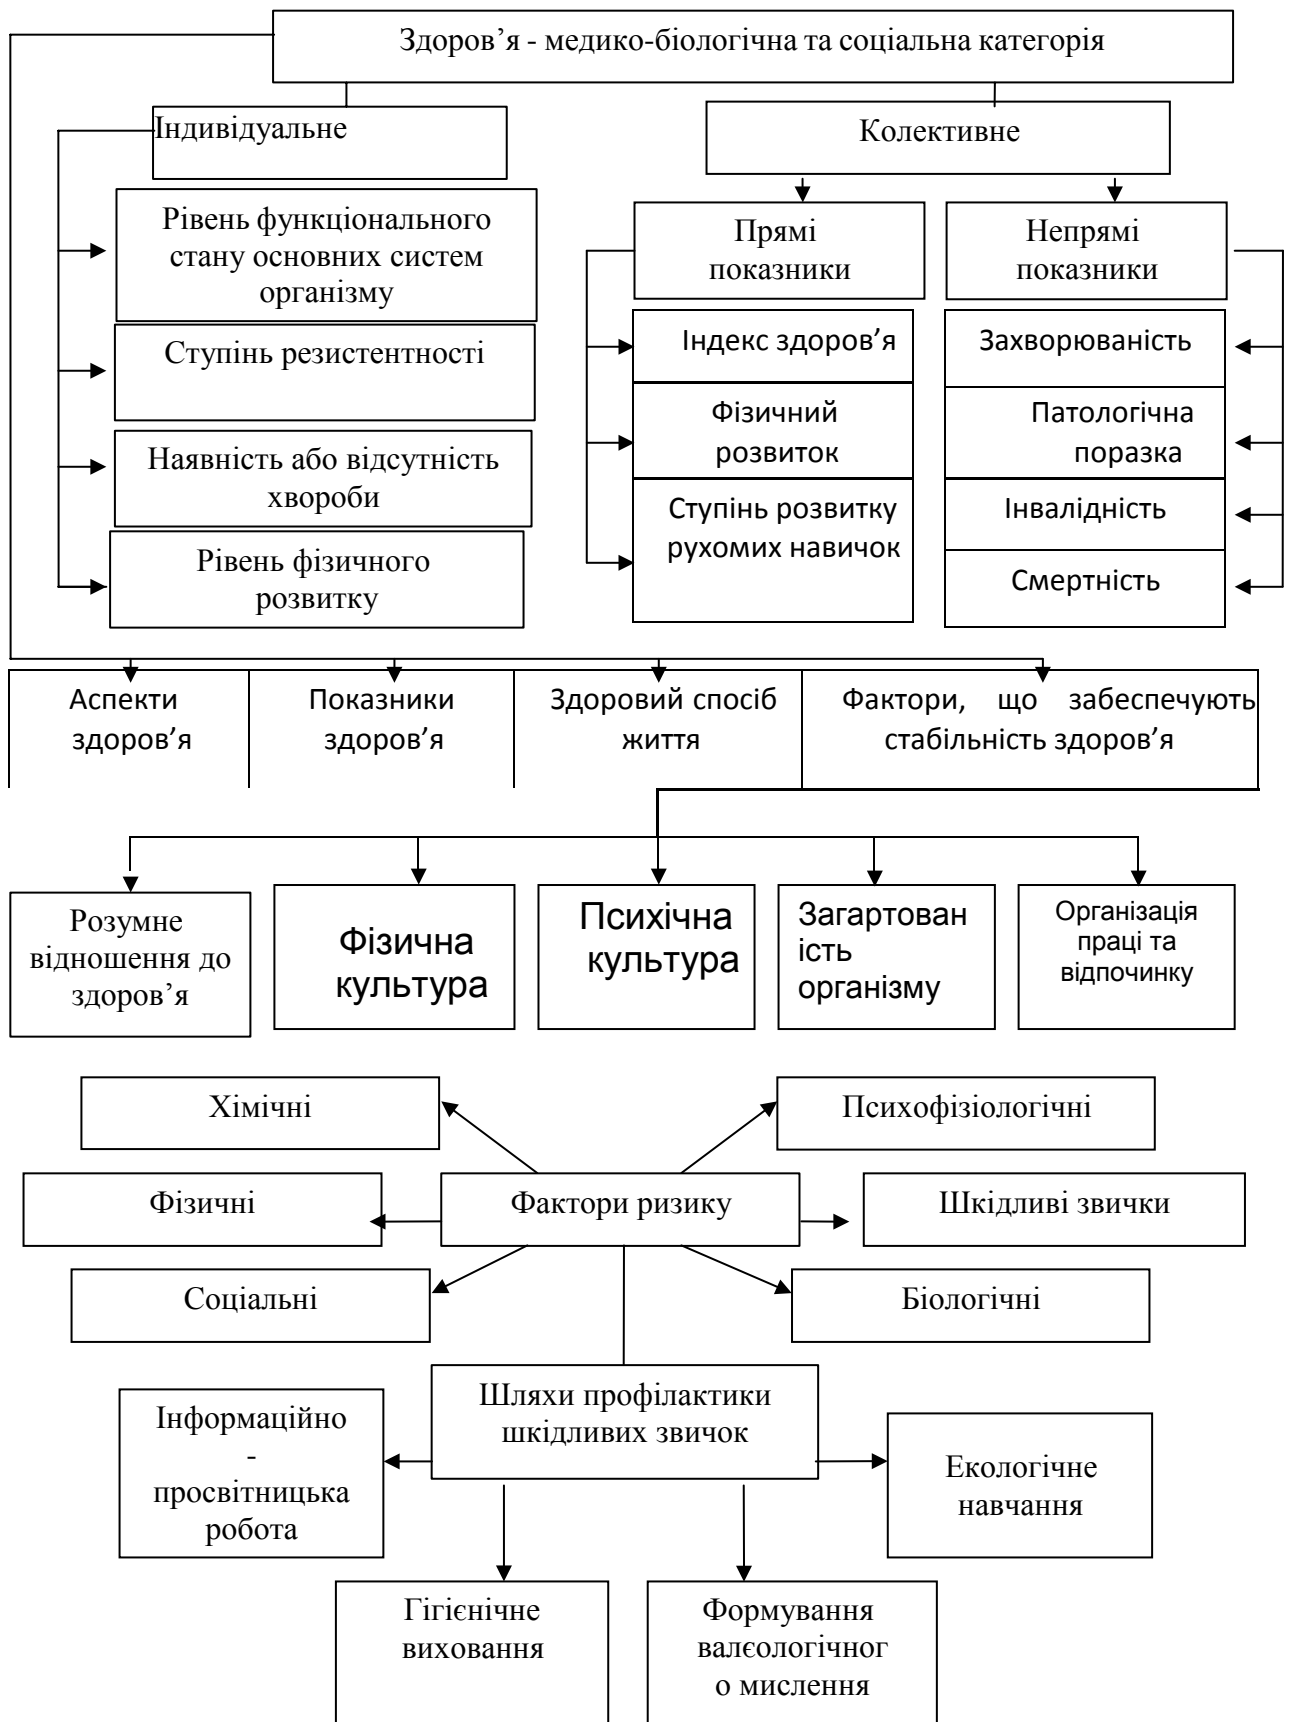 Здоров’я - медико-біологічна та соціальна категорія
Індивідуальне
Колективне
Рівень функціонального
стану основних систем
організму
Ступінь резистентності
Наявність або відсутність
хвороби
Рівень фізичного
розвитку
Прямі
показники
Непрямі
показники
Індекс здоров’я
Фізичний
розвиток
Ступінь розвитку
рухомих навичок
Захворюваність
Патологічна
поразка
Інвалідність
Смертність
Аспекти
здоров’я
Показники
здоров’я
Здоровий спосіб
життя
Фактори, що забеспечують
стабільність здоров’я
Розумне
відношення до
здоров’я
Фізична
культура
Психічна
культура
Загартован
ість
організму
Організація
праці та
відпочинку
Хімічні
Психофізіологічні
Фізичні
Фактори ризику
Шкідливі звички
Соціальні
Біологічні
Шляхи профілактики
шкідливих звичок
Інформаційно
-
просвітницька
робота
Екологічне
навчання
Гігієнічне
виховання
Формування
валєологічног
о мислення